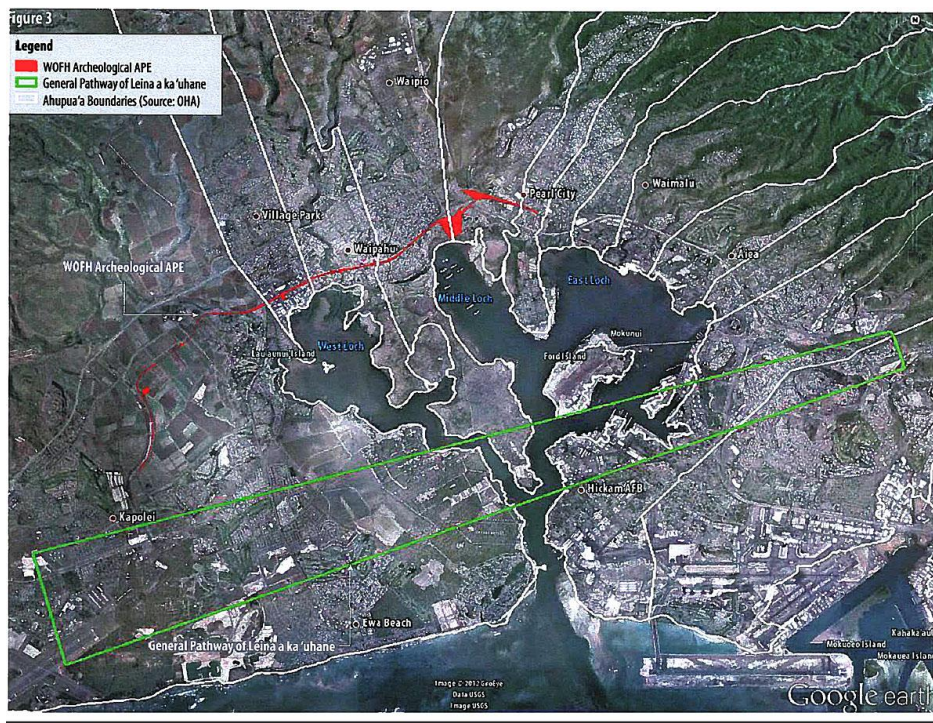 Figure 3
Legend
WOFH Archeological APE
General Pathway of Leina a ka 'uhane
Ahupua'a Boundaries (Source: OHA)
Waipio
Pearl City
Waimalu
Village Park
Waipahu
Aiea
WOFH Archeological APE
East Loch
Middle Loch
Mokunui
West Loch
Laulaunui Island
Ford Island
Hickam AFB
Kapolei
Ewa Beach
General Pathway of Leina a ka 'uhane
Mokauea Island
Image © 2012 GeoEye
Data USGS
Image USGS
Google earth